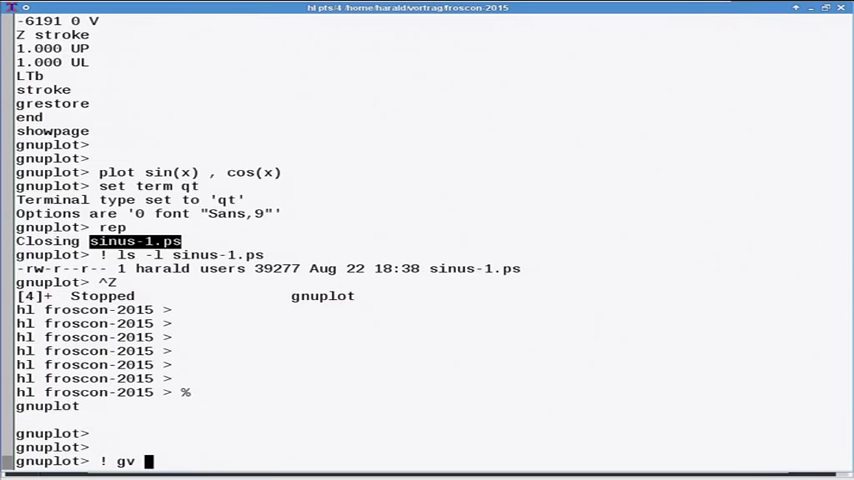 hl pts/4 /home/harald/vortrag/froscon-2015
-6191 0 V
Z stroke
1.000 UP
1.000 UL
LTb
stroke
grestore
end
showpage
gnuplot>
gnuplot>
gnuplot> plot sin(x) , cos(x)
gnuplot> set term qt
Terminal type set to 'qt'
Options are '0 font "Sans,9"'
gnuplot> rep
Closing sinus-1.ps
gnuplot> ! ls -l sinus-1.ps
-rw-r--r-- 1 harald users 39277 Aug 22 18:38 sinus-1.ps
gnuplot> ^Z
[4]+  Stopped                 gnuplot
hl froscon-2015 >
hl froscon-2015 >
hl froscon-2015 >
hl froscon-2015 >
hl froscon-2015 >
hl froscon-2015 >
hl froscon-2015 > %
gnuplot
gnuplot>
gnuplot>
gnuplot> ! gv